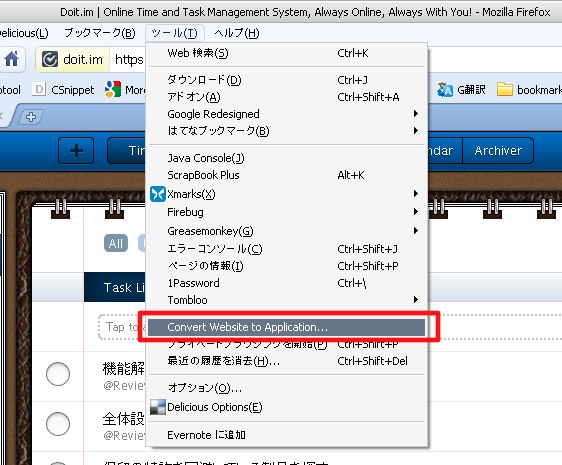 Doit.im | Online Time and Task Management System, Always Online, Always With You! - Mozilla Firefox
elicious(L) ブックマーク(B) ツール(T) ヘルプ(H)
doit.im https
otool CSnippet More G翻訳 bookmark
Web 検索(S) Ctrl+K
ダウンロード(D) Ctrl+J
アドオン(A) Ctrl+Shift+A
Google Redesigned
はてなブックマーク(B)
Tim ndar Archiver
Java Console(J)
ScrapBook Plus Alt+K
Xmarks(X)
Firebug
Greasemonkey(G)
All
エラーコンソール(C) Ctrl+Shift+J
ページの情報(I) Ctrl+Shift+P
1Password Ctrl+\
Task Li
Tombloo
Tap to a
Convert Website to Application...
プライベートブラウジングを開始(P) Ctrl+Shift+P
最近の履歴を消去(H)... Ctrl+Shift+Del
機能解
@Review
オプション(O)...
Delicious Options(E)
全体設
@Review
Evernote に追加